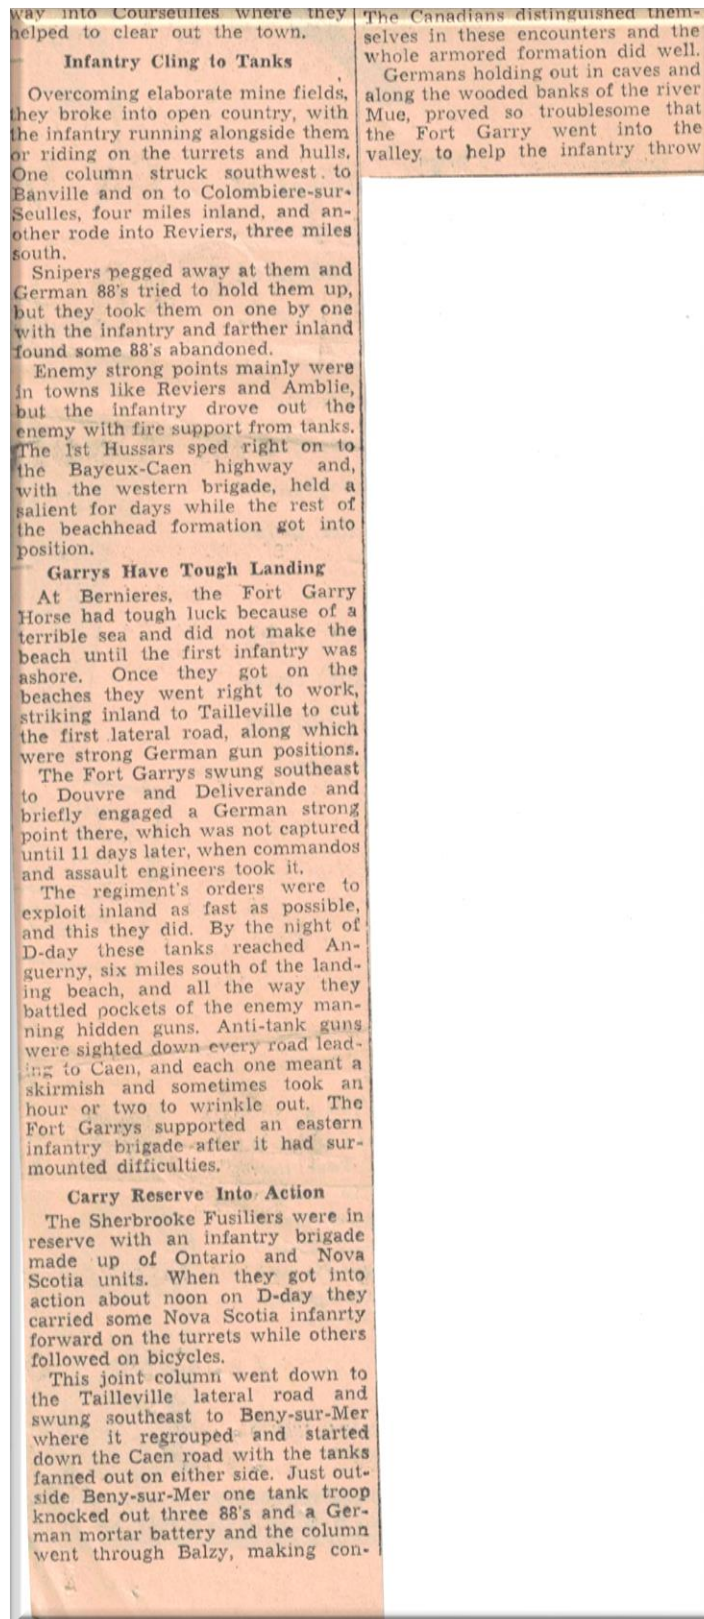 way into Courseulles where they
helped to clear out the town.
Infantry Cling to Tanks
Overcoming elaborate mine fields,
they broke into open country, with
the infantry running alongside them
or riding on the turrets and hulls.
One column struck southwest to
Banville and on to Colombiere-sur-
Seulles, four miles inland, and an-
other rode into Reviers, three miles
south.
Snipers pegged away at them and
German 88's tried to hold them up,
but they took them on one by one
with the infantry and farther inland
found some 88's abandoned.
Enemy strong points mainly were
in towns like Reviers and Amblie,
but the infantry drove out the
enemy with fire support from tanks.
The 1st Hussars sped right on to
the Bayeux-Caen highway and,
with the western brigade, held a
salient for days while the rest of
the beachhead formation got into
position.
Garrys Have Tough Landing
At Bernieres, the Fort Garry
Horse had tough luck because of a
terrible sea and did not make the
beach until the first infantry was
ashore. Once they got on the
beaches they went right to work,
striking inland to Tailleville to cut
the first lateral road, along which
were strong German gun positions.
The Fort Garrys swung southeast
to Douvre and Deliverande and
briefly engaged a German strong
point there, which was not captured
until 11 days later, when commandos
and assault engineers took it.
The regiment's orders were to
exploit inland as fast as possible,
and this they did. By the night of
D-day these tanks reached An-
guerny, six miles south of the land-
ing beach, and all the way they
battled pockets of the enemy man-
ning hidden guns. Anti-tank guns
were sighted down every road lead-
ing to Caen, and each one meant a
skirmish and sometimes took an
hour or two to wrinkle out. The
Fort Garrys supported an eastern
infantry brigade after it had sur-
mounted difficulties.
Carry Reserve Into Action
The Sherbrooke Fusiliers were in
reserve with an infantry brigade
made up of Ontario and Nova
Scotia units. When they got into
action about noon on D-day they
carried some Nova Scotia infanrty
forward on the turrets while others
followed on bicycles.
This joint column went down to
the Tailleville lateral road and
swung southeast to Beny-sur-Mer
where it regrouped and started
down the Caen road with the tanks
fanned out on either side. Just out-
side Beny-sur-Mer one tank troop
knocked out three 88's and a Ger-
man mortar battery and the column
went through Balzy, making con-
The Canadians distinguished them-
selves in these encounters and the
whole armored formation did well.
Germans holding out in caves and
along the wooded banks of the river
Mue, proved so troublesome that
the Fort Garry went into the
valley to help the infantry throw